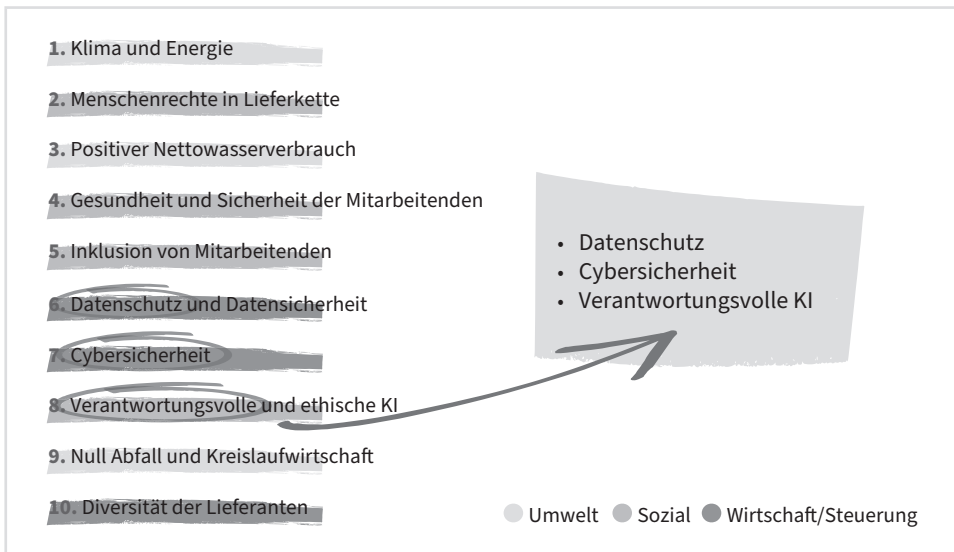 1. Klima und Energie
2. Menschenrechte in Lieferkette
3. Positiver Nettowasserverbrauch
4. Gesundheit und Sicherheit der Mitarbeitenden
5. Inklusion von Mitarbeitenden
6. Datenschutz und Datensicherheit
7. Cybersicherheit
8. Verantwortungsvolle und ethische KI
9. Null Abfall und Kreislaufwirtschaft
10. Diversität der Lieferanten
• Datenschutz
• Cybersicherheit
• Verantwortungsvolle KI
Umwelt Sozial Wirtschaft/Steuerung